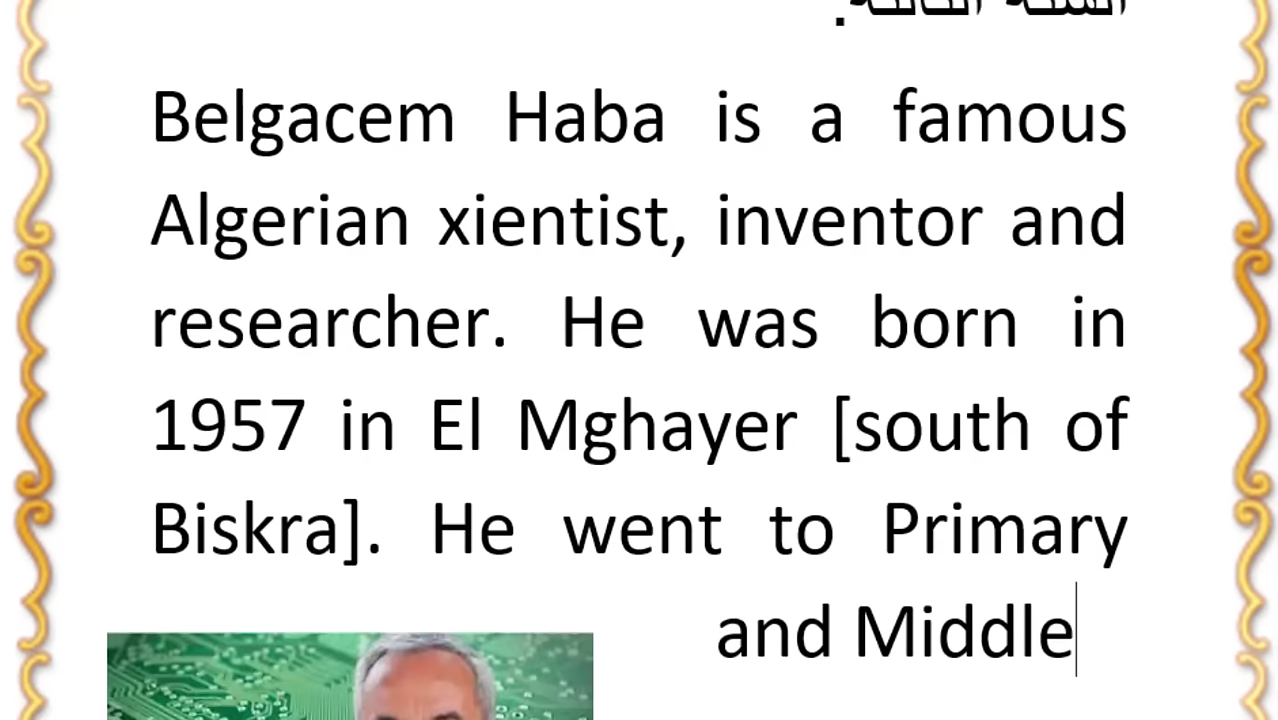 Belgacem Haba is a famous
Algerian xientist, inventor and
researcher. He was born in
1957 in El Mghayer [south of
Biskra]. He went to Primary
and Middle